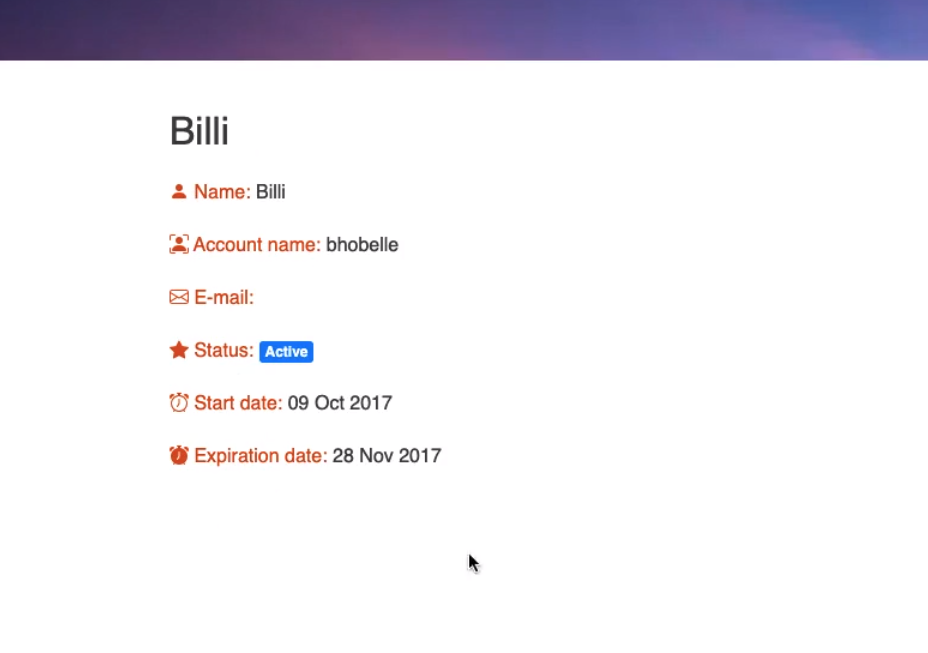 Billi
Name: Billi
Account name: bhobelle
E-mail:
Status: Active
Start date: 09 Oct 2017
Expiration date: 28 Nov 2017